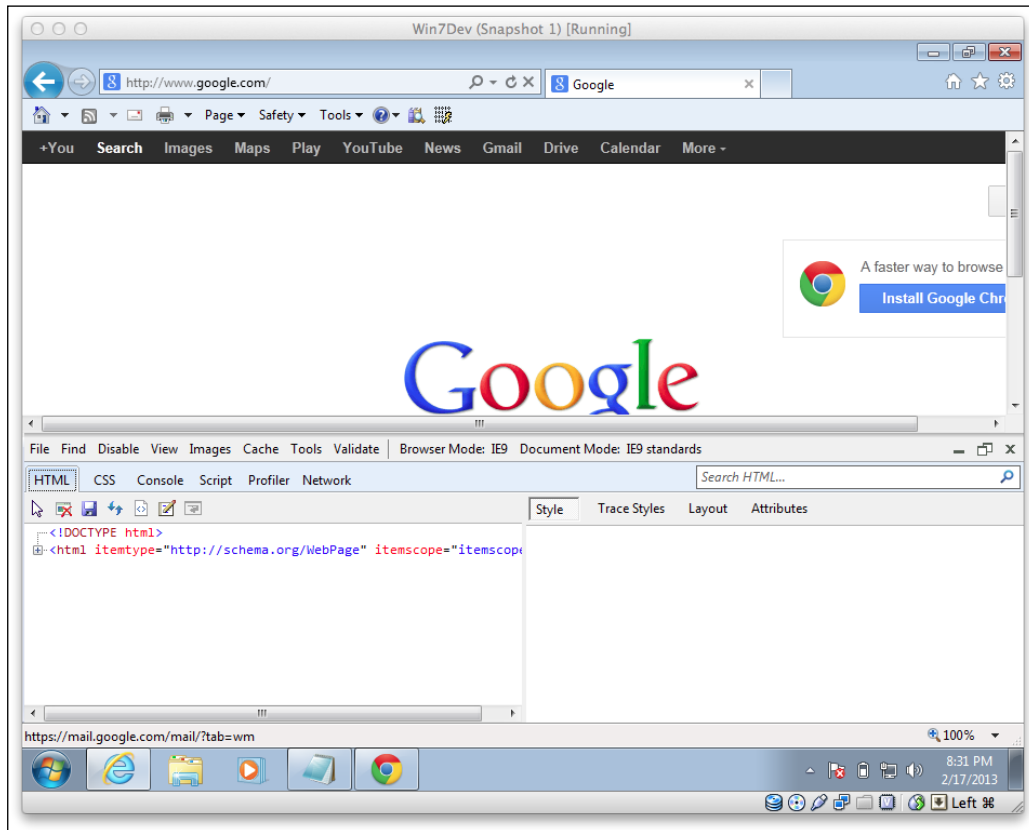 Win7Dev (Snapshot 1) [Running]
http://www.google.com/
Google
Page Safety Tools
+You Search Images Maps Play YouTube News Gmail Drive Calendar More
A faster way to browse
Install Google Chr
Google
File Find Disable View Images Cache Tools Validate Browser Mode: IE9 Document Mode: IE9 standards
HTML CSS Console Script Profiler Network
Search HTML...
Style Trace Styles Layout Attributes
<!DOCTYPE html>
<html itemtype="http://schema.org/WebPage" itemscope="itemscope
https://mail.google.com/mail/?tab=wm
100%
8:31 PM
2/17/2013
Left ⌘